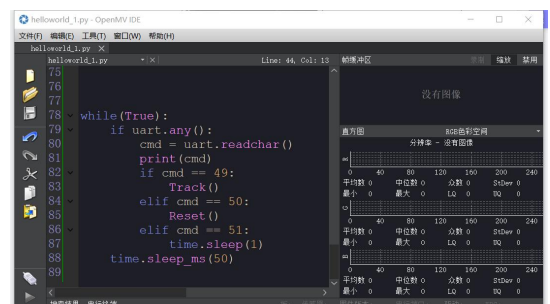 helloworld_1.py - OpenMV IDE
文件(F) 编辑(E) 工具(T) 窗口(W) 帮助(H)
helloworld_1.py
helloworld_1.py Line: 44, Col: 13 帧缓冲区 缩放 禁用
75
76
77
78 while(True):
79 if uart.any():
80 cmd = uart.readchar()
81 print(cmd)
82 if cmd == 49:
83 Track()
84 elif cmd == 50:
85 Reset()
86 elif cmd == 51:
87 time.sleep(1)
88 time.sleep_ms(50)
89
没有图像
直方图 RGB色彩空间
分辨率 - 没有图像
0 40 80 120 160 200 240
平均数 0 中位数 0 众数 0 StDev 0
最小 0 最大 0 LQ 0 UQ 0
0 40 80 120 160 200 240
平均数 0 中位数 0 众数 0 StDev 0
最小 0 最大 0 LQ 0 UQ 0
0 40 80 120 160 200 240
平均数 0 中位数 0 众数 0 StDev 0
最小 0 最大 0 LQ 0 UQ 0
搜索结果 串行终端